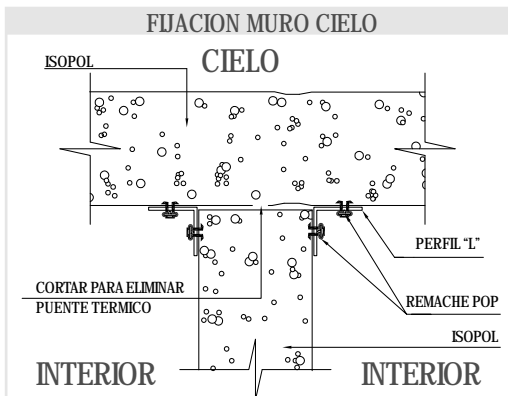 FIJACION MURO CIELO
CIELO
ISOPOL
PERFIL “L”
CORTAR PARA ELIMINAR
PUENTE TERMICO
REMACHE POP
ISOPOL
INTERIOR
INTERIOR